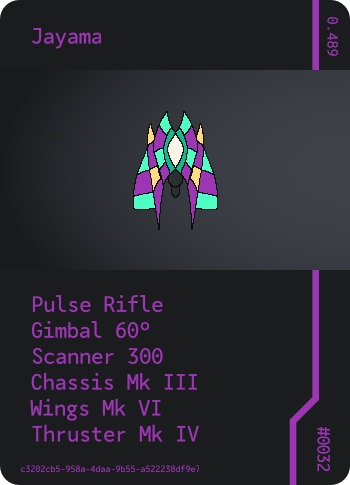 Jayama
0.489
Pulse Rifle
Gimbal 60°
Scanner 300
Chassis Mk III
Wings Mk VI
Thruster Mk IV
#0032
c3202cb5-958a-4daa-9b55-a522238df9e7